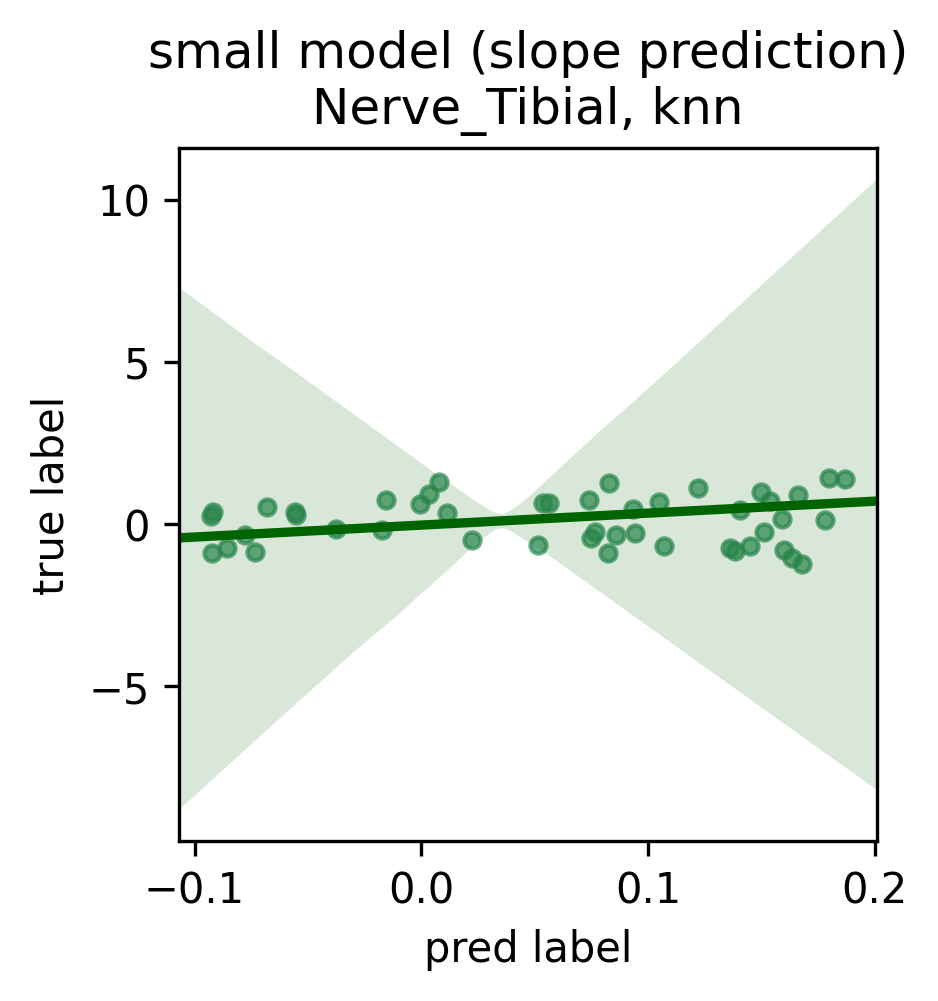 small model (slope prediction)
Nerve_Tibial, knn
true label
10
5
0
−5
−0.1
0.0
0.1
0.2
pred label